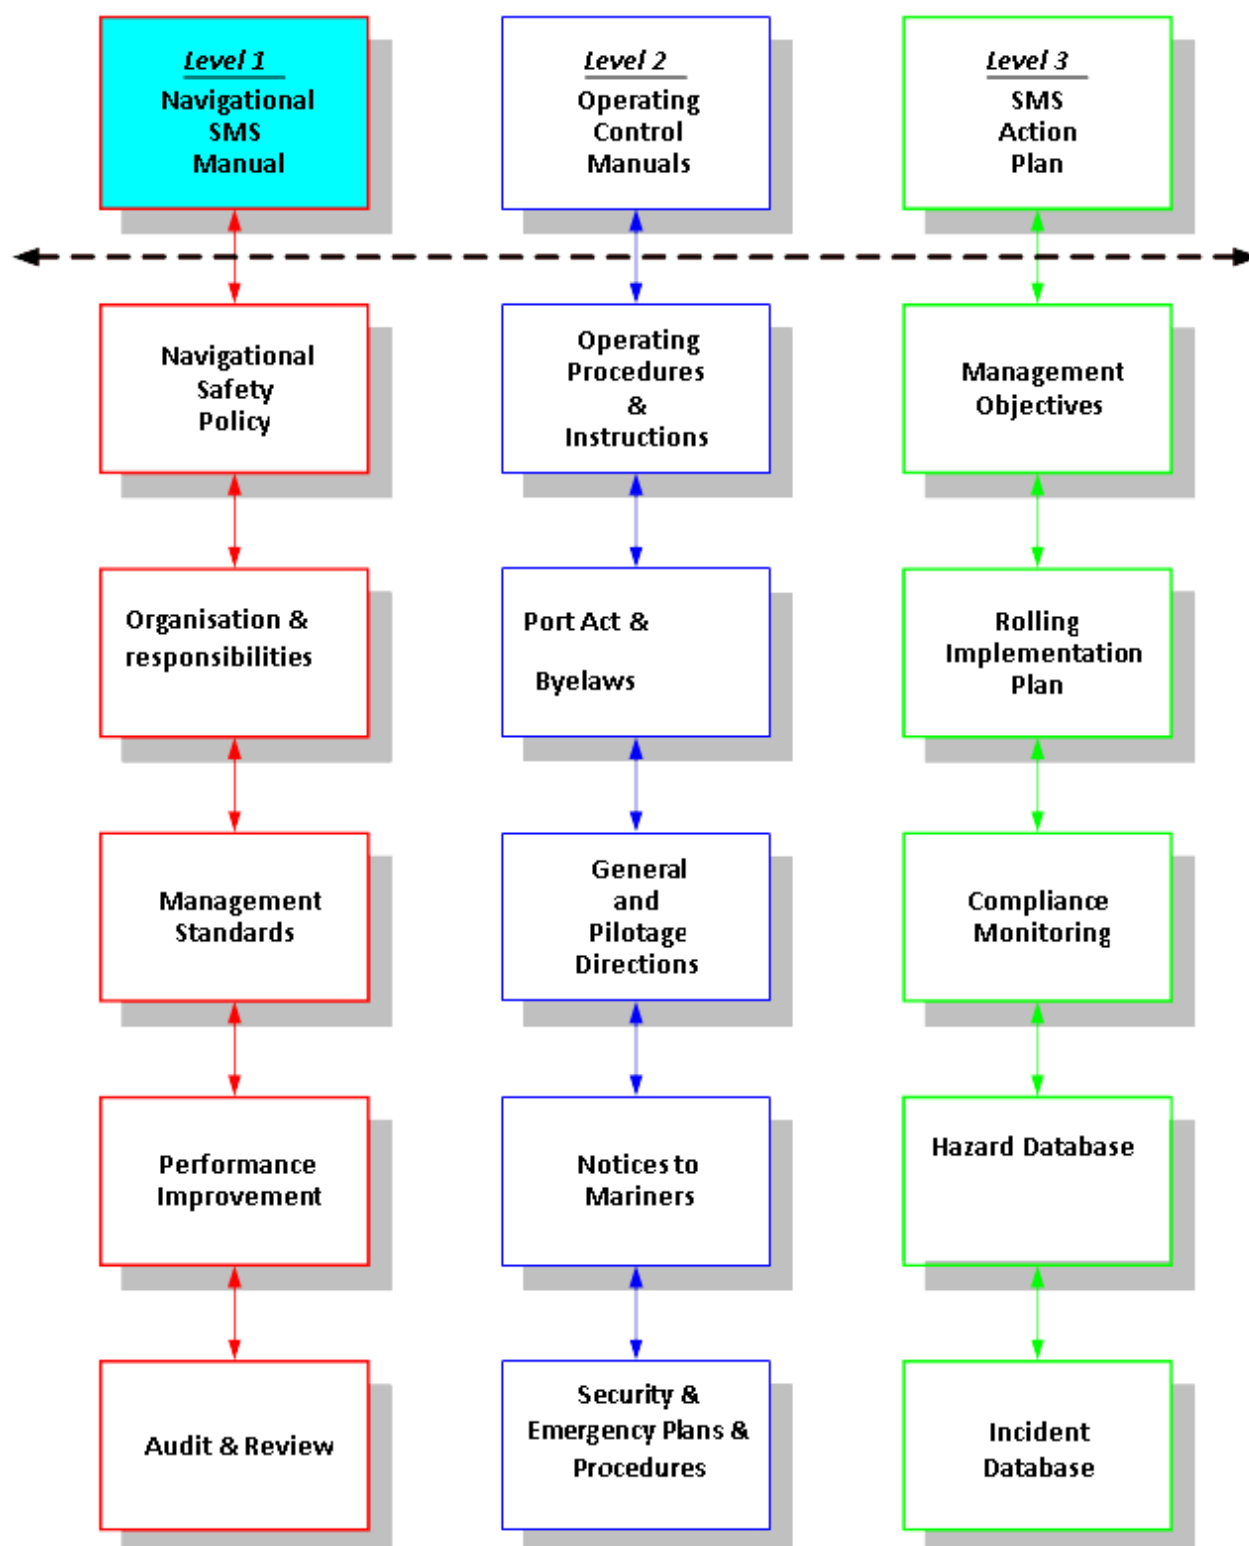 Level 1
Navigational
SMS
Manual
Level 2
Operating
Control
Manuals
Level 3
SMS
Action
Plan
Navigational
Safety
Policy
Operating
Procedures
&
Instructions
Management
Objectives
Organisation &
responsibilities
Port Act &
Byelaws
Rolling
Implementation
Plan
Management
Standards
General
and
Pilotage
Directions
Compliance
Monitoring
Performance
Improvement
Notices to
Mariners
Hazard Database
Audit & Review
Security &
Emergency Plans &
Procedures
Incident
Database